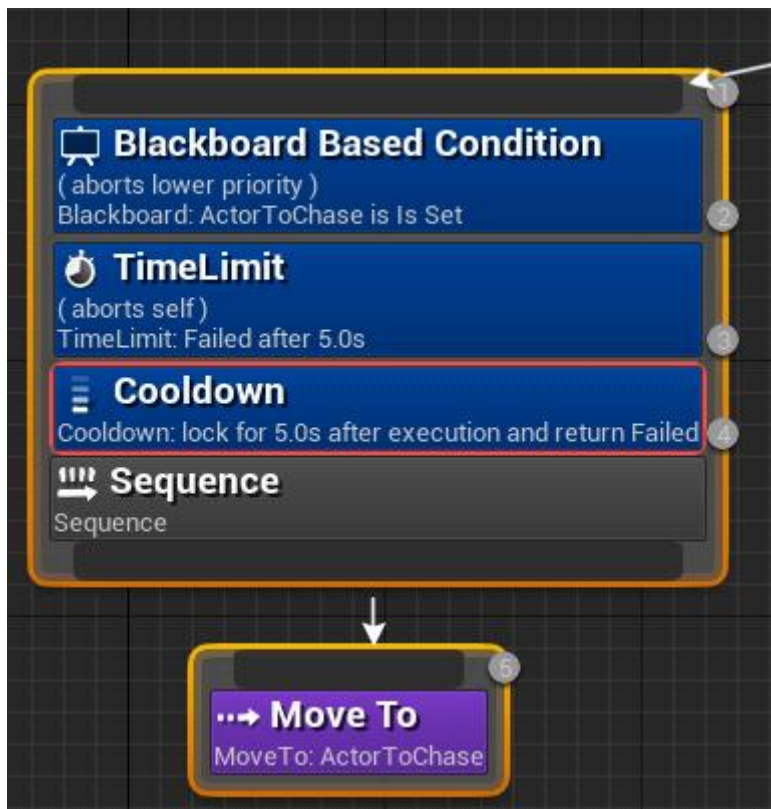 1
Blackboard Based Condition
( aborts lower priority )
Blackboard: ActorToChase is Is Set
2
TimeLimit
( aborts self )
TimeLimit: Failed after 5.0s
3
Cooldown
Cooldown: lock for 5.0s after execution and return Failed
4
Sequence
Sequence
5
Move To
MoveTo: ActorToChase